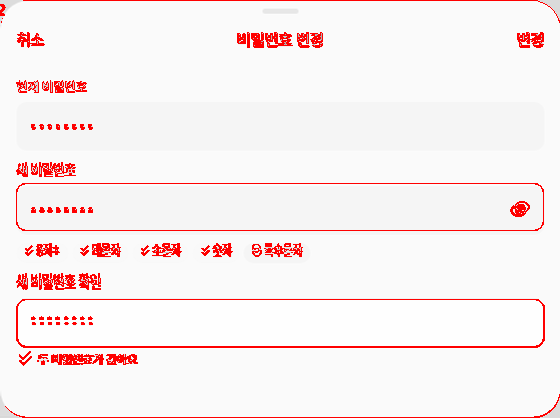 취소 비밀번호 변경 변경
현재 비밀번호
••••••••
새 비밀번호
••••••••
대문자 소문자 숫자 특수문자
새 비밀번호 확인
••••••••
두 비밀번호가 같아요